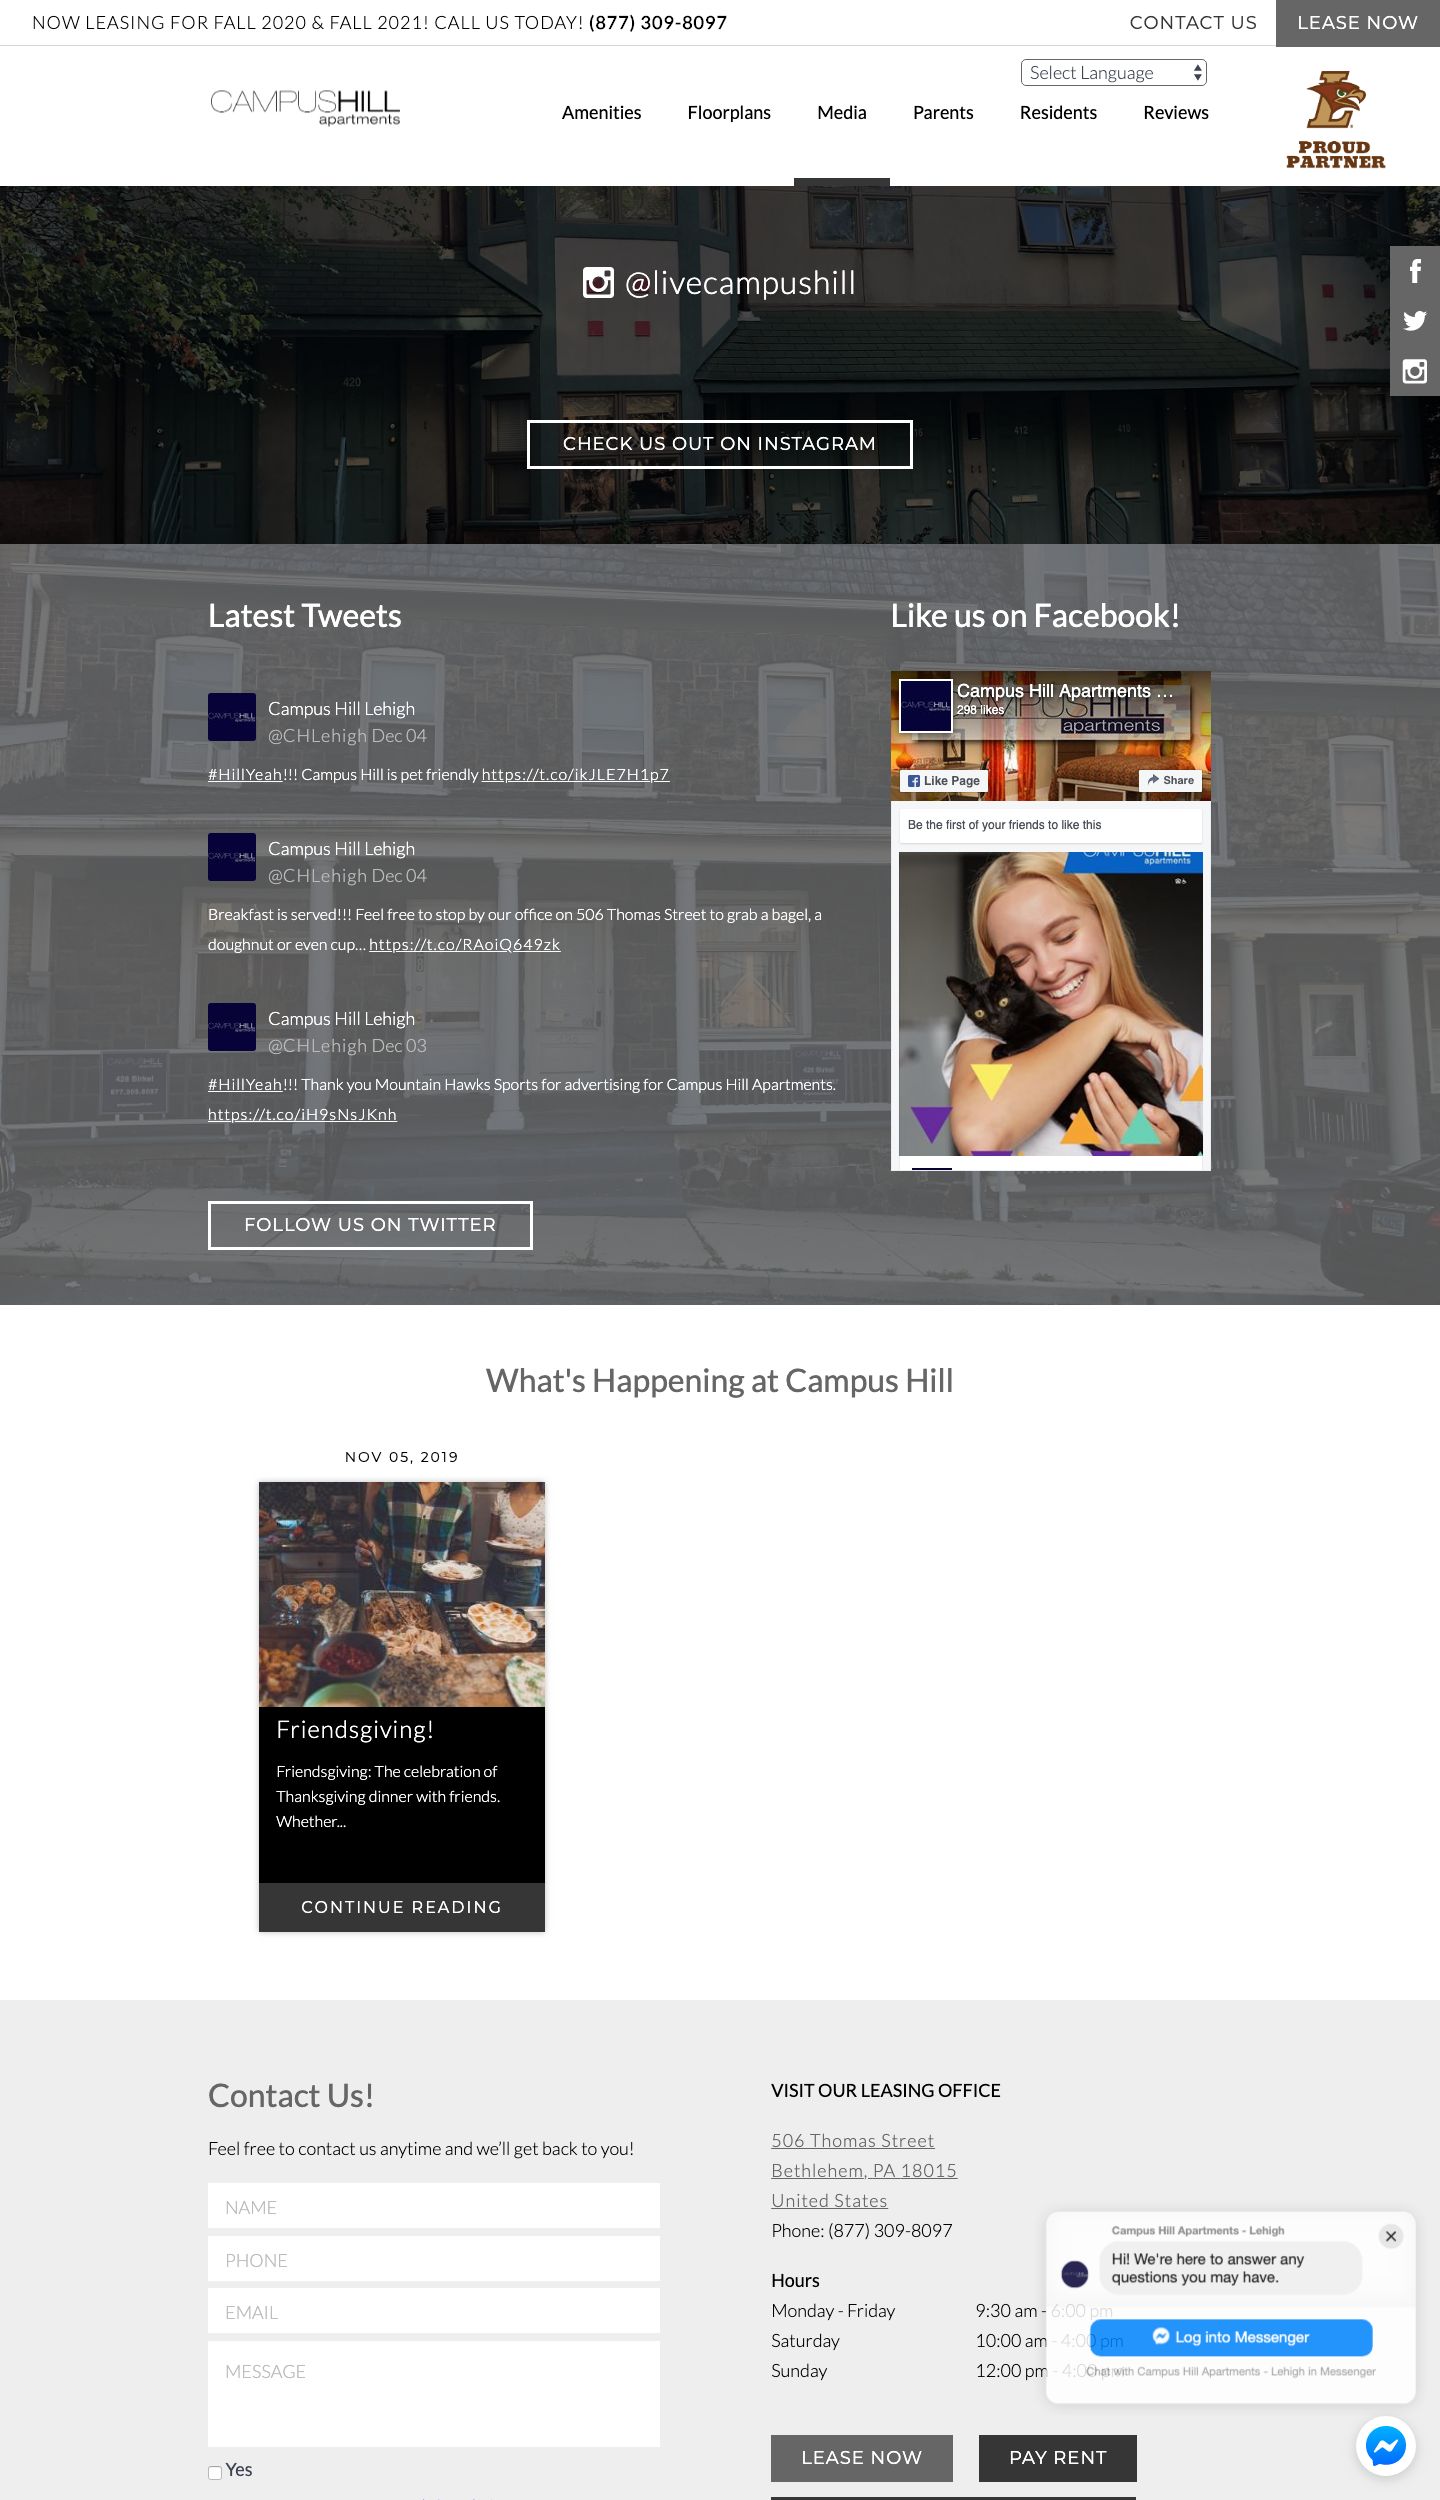 NOW LEASING FOR FALL 2020 & FALL 2021! CALL US TODAY! (877) 309-8097
CONTACT US
LEASE NOW
Select Language
CAMPUSHILL
apartments
Amenities
Floorplans
Media
Parents
Residents
Reviews
L
PROUD
PARTNER
@livecampushill
420
412
410
CHECK US OUT ON INSTAGRAM
Latest Tweets
Campus Hill Lehigh
@CHLehigh Dec 04
#HillYeah!!! Campus Hill is pet friendly https://t.co/ikJLE7H1p7
Campus Hill Lehigh
@CHLehigh Dec 04
Breakfast is served!!! Feel free to stop by our office on 506 Thomas Street to grab a bagel, a
doughnut or even cup... https://t.co/RAoiQ649zk
Campus Hill Lehigh
@CHLehigh Dec 03
#HillYeah!!! Thank you Mountain Hawks Sports for advertising for Campus Hill Apartments.
https://t.co/iH9sNsJKnh
FOLLOW US ON TWITTER
Like us on Facebook!
Campus Hill Apartments ...
298 likes
apartments
Like Page
Share
Be the first of your friends to like this
CAMPUSHILL
apartments
What's Happening at Campus Hill
NOV 05, 2019
Friendsgiving!
Friendsgiving: The celebration of
Thanksgiving dinner with friends.
Whether...
CONTINUE READING
Contact Us!
Feel free to contact us anytime and we'll get back to you!
NAME
PHONE
EMAIL
MESSAGE
Yes
VISIT OUR LEASING OFFICE
506 Thomas Street
Bethlehem, PA 18015
United States
Phone: (877) 309-8097
Hours
Monday - Friday 9:30 am - 6:00 pm
Saturday 10:00 am - 4:00 pm
Sunday 12:00 pm - 4:00 pm
LEASE NOW
PAY RENT
Campus Hill Apartments - Lehigh
Hi! We're here to answer any
questions you may have.
Log into Messenger
Chat with Campus Hill Apartments - Lehigh in Messenger